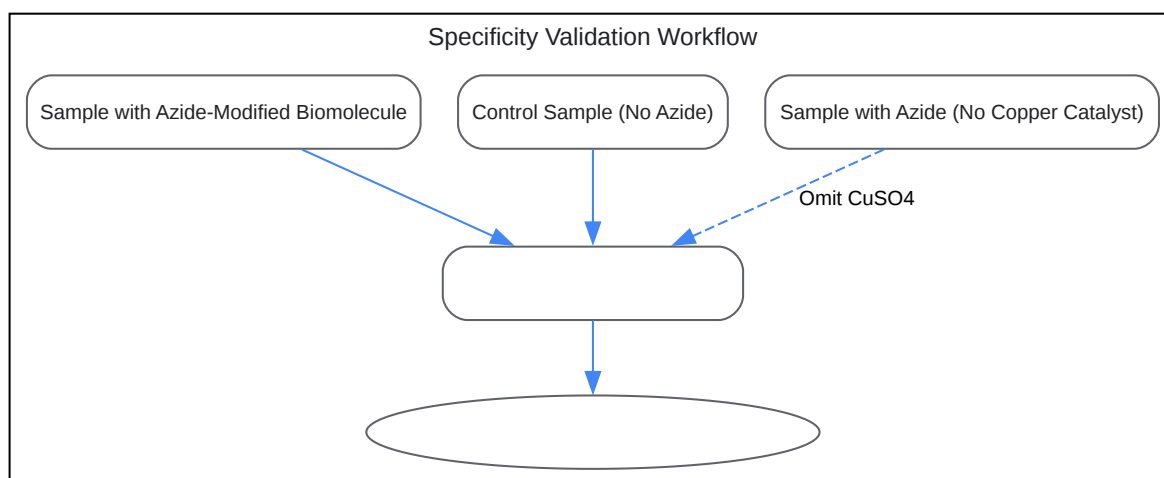 Specificity Validation Workflow
Sample with Azide-Modified Biomolecule
Control Sample (No Azide)
Sample with Azide (No Copper Catalyst)
Omit CuSO4